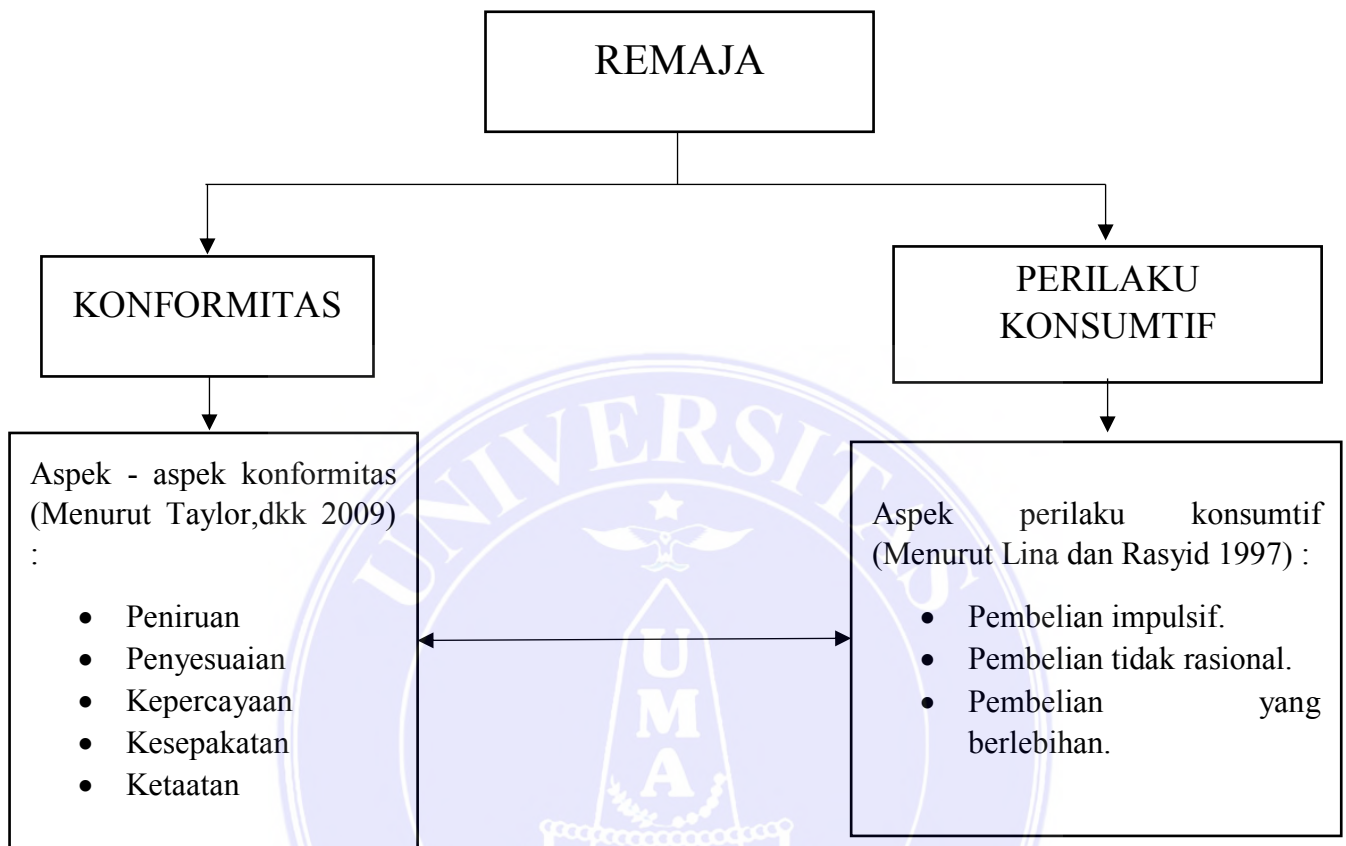 REMAJA
KONFORMITAS
PERILAKU
KONSUMTIF
Aspek - aspek konformitas
(Menurut Taylor,dkk 2009)
:
• Peniruan
• Penyesuaian
• Kepercayaan
• Kesepakatan
• Ketaatan
Aspek perilaku konsumtif
(Menurut Lina dan Rasyid 1997) :
• Pembelian impulsif.
• Pembelian tidak rasional.
• Pembelian yang
berlebihan.
UNIVERSITAS
UMA